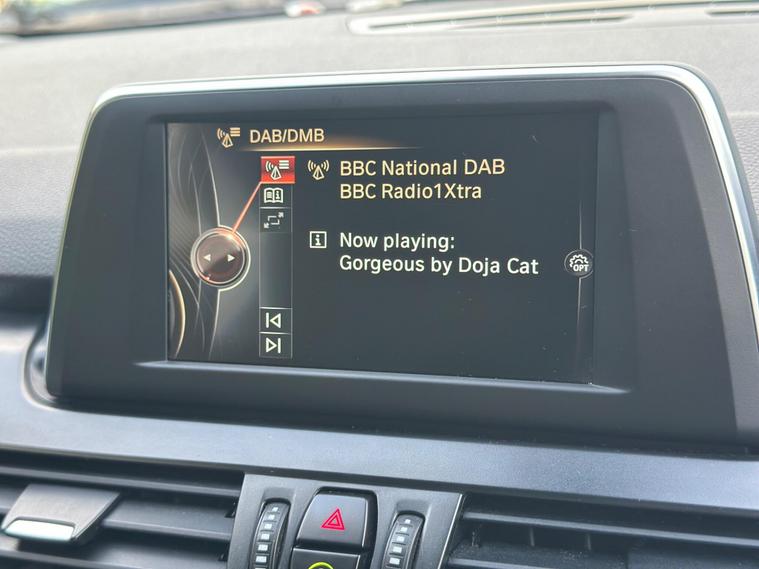 DAB/DMB
BBC National DAB
BBC Radio1Xtra
Now playing:
Gorgeous by Doja Cat
OPT